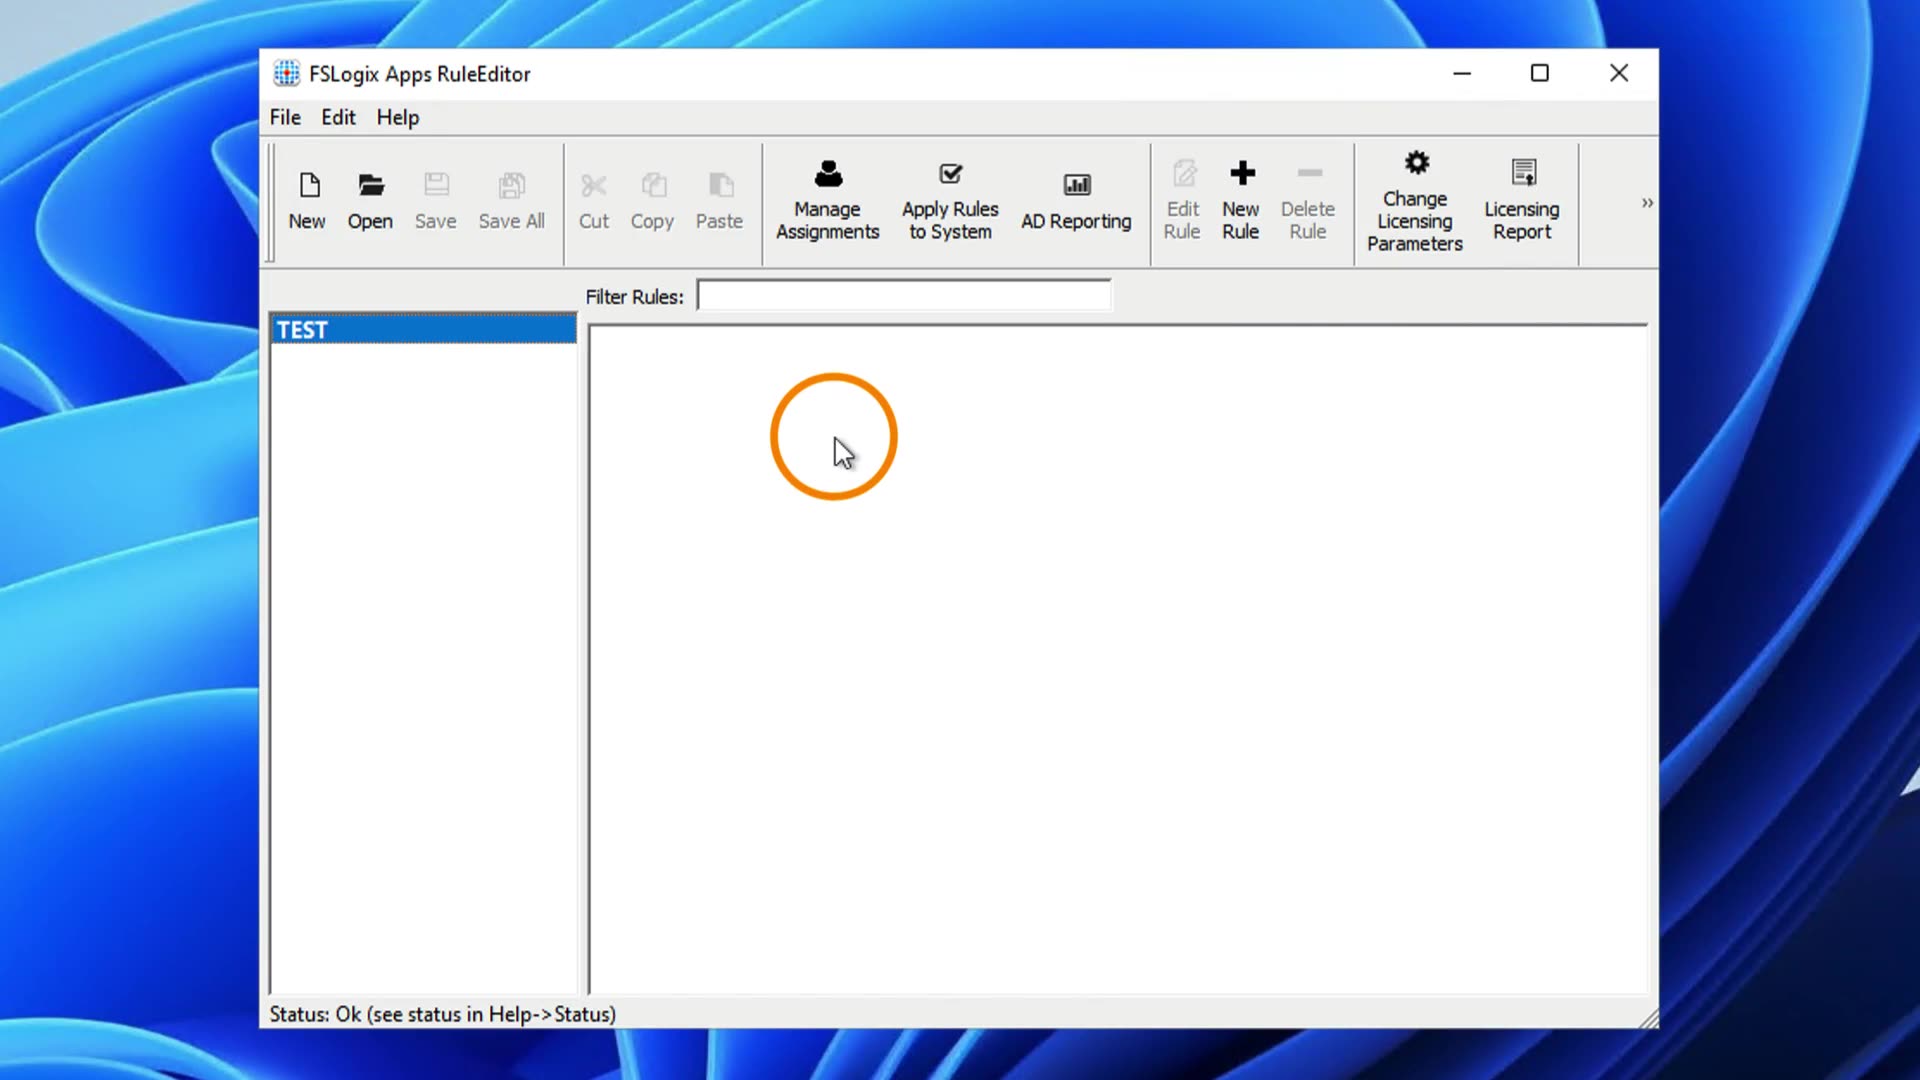 FSLogix Apps RuleEditor
File Edit Help
New Open Save Save All Cut Copy Paste
Manage
Assignments
Apply Rules
to System
AD Reporting
Edit
Rule
New
Rule
Delete
Rule
Change
Licensing
Parameters
Licensing
Report
»
Filter Rules:
TEST
Status: Ok (see status in Help->Status)